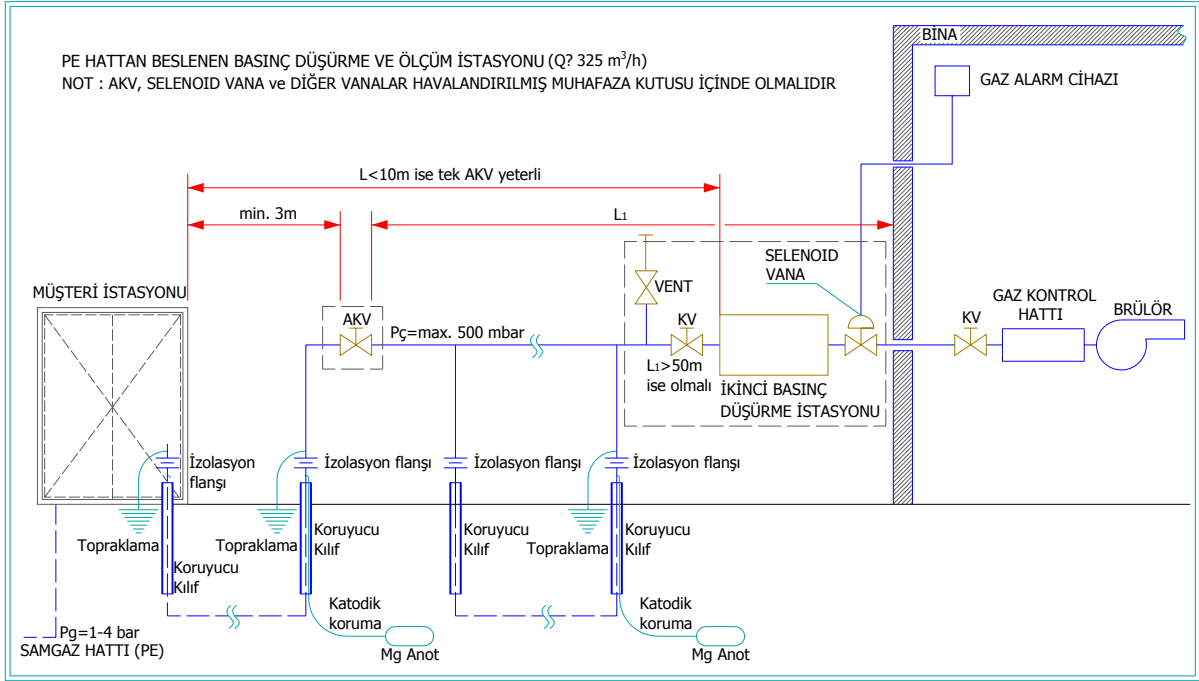 PE HATTAN BESLENEN BASINÇ DÜŞÜRME VE ÖLÇÜM İSTASYONU (Q? 325 m³/h)
NOT : AKV, SELENOID VANA ve DİĞER VANALAR HAVALANDIRILMIŞ MUHAFAZA KUTUSU İÇİNDE OLMALIDIR
BİNA
GAZ ALARM CİHAZI
L<10m ise tek AKV yeterli
min. 3m
L₁
SELENOID
VANA
MÜŞTERİ İSTASYONU
VENT
AKV
Pç=max. 500 mbar
KV
L₁>50m
ise olmalı
İKİNCİ BASINÇ
DÜŞÜRME İSTASYONU
KV
GAZ KONTROL
HATTI
BRÜLÖR
İzolasyon
flanşı
İzolasyon flanşı
İzolasyon flanşı
İzolasyon flanşı
Topraklama
Koruyucu
Kılıf
Topraklama
Koruyucu
Kılıf
Koruyucu
Kılıf
Topraklama
Koruyucu
Kılıf
Katodik
koruma
Mg Anot
Katodik
koruma
Mg Anot
Pg=1-4 bar
SAMGAZ HATTI (PE)